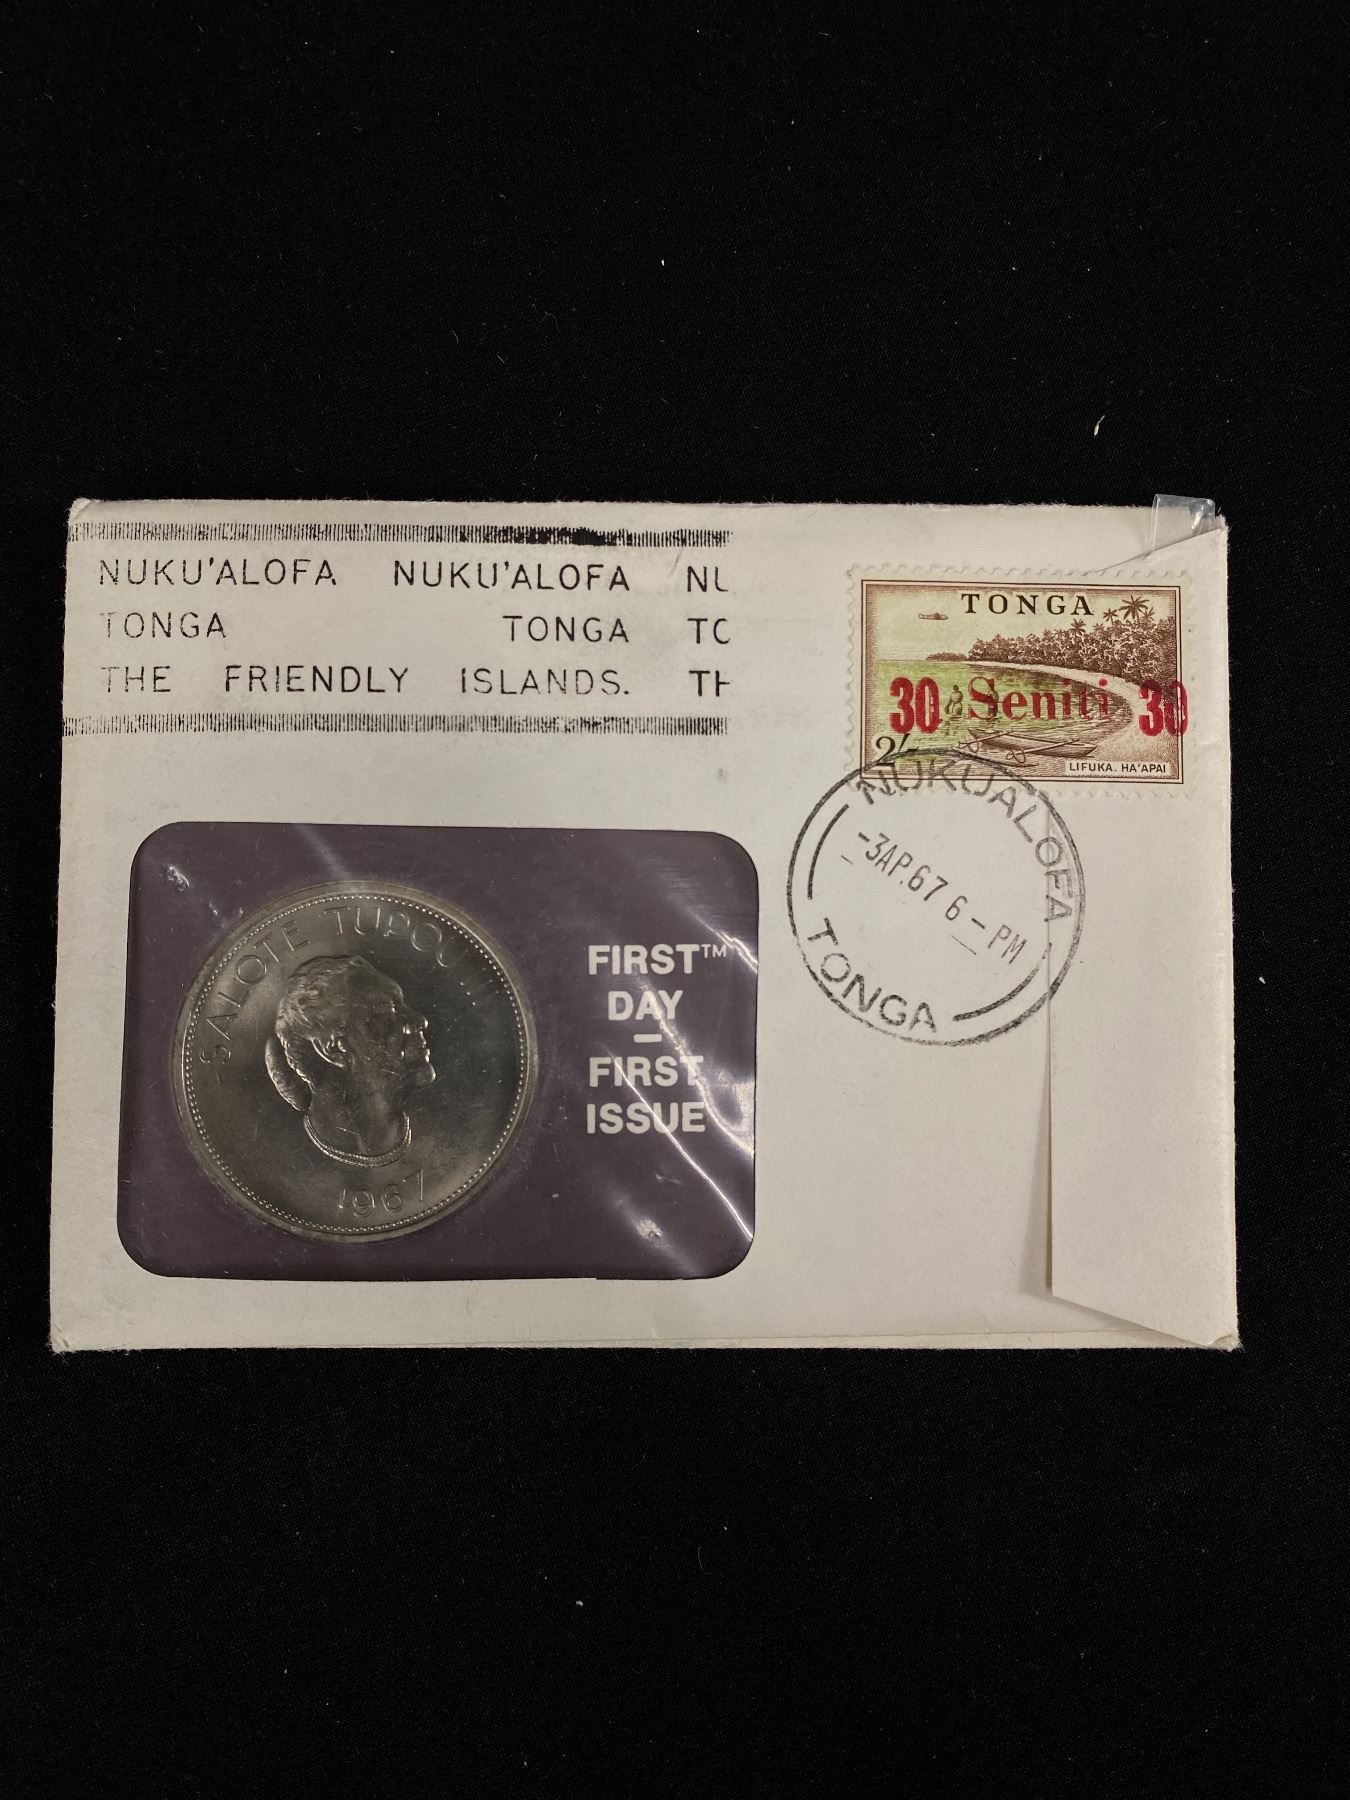 NUKU'ALOFA NUKU'ALOFA NU
TONGA TONGA TO
THE FRIENDLY ISLANDS. TH
TONGA
30 Seniti 30
2/-
LIFUKA. HA'APAI
NUKUALOFA
-3AP.67 6-PM
TONGA
SALOTE TUPOU III
1967
FIRST™
DAY
–
FIRST
ISSUE